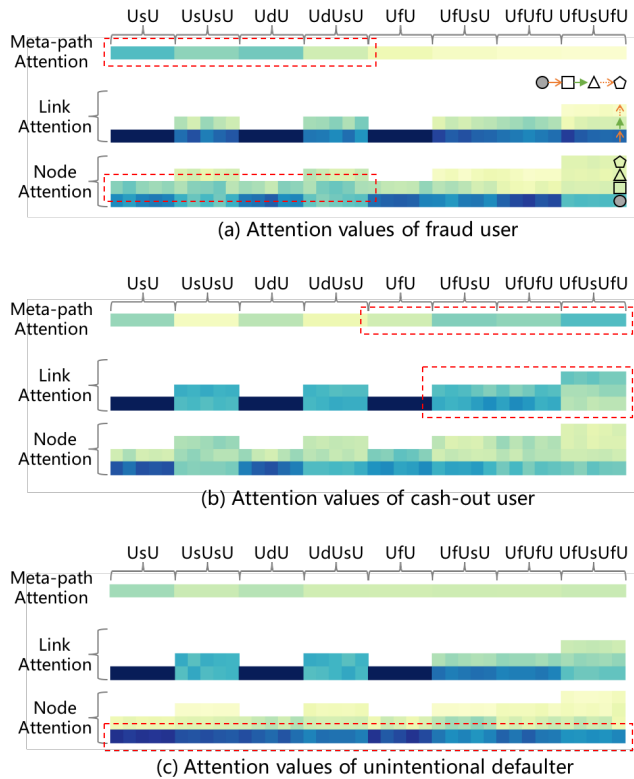 UsU UsUsU UdU UdUsU UfU UfUsU UfUfU UfUsUfU
Meta-path
Attention
Link
Attention
Node
Attention
(a) Attention values of fraud user
UsU UsUsU UdU UdUsU UfU UfUsU UfUfU UfUsUfU
Meta-path
Attention
Link
Attention
Node
Attention
(b) Attention values of cash-out user
UsU UsUsU UdU UdUsU UfU UfUsU UfUfU UfUsUfU
Meta-path
Attention
Link
Attention
Node
Attention
(c) Attention values of unintentional defaulter